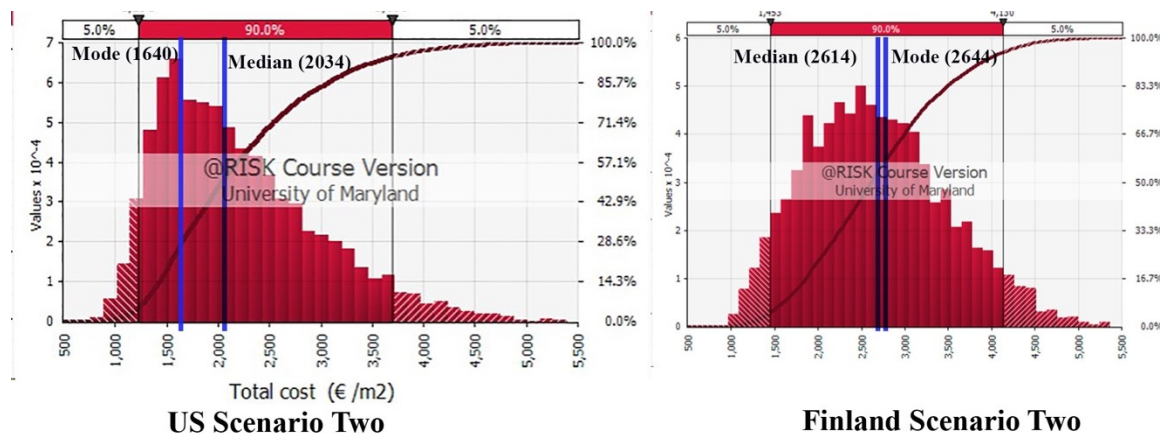 5.0% 90.0% 5.0%
Mode (1640)
Median (2034)
7
6
5
4
3
2
1
0
Values x 10^-4
100.0%
85.7%
71.4%
57.1%
42.9%
28.6%
14.3%
0.0%
@RISK Course Version
University of Maryland
500 1,000 1,500 2,000 2,500 3,000 3,500 4,000 4,500 5,000 5,500
Total cost (€ /m2)
US Scenario Two
1,453 4,130
5.0% 90.0% 5.0%
Median (2614) Mode (2644)
6
5
4
3
2
1
0
Values x 10^-4
100.0%
83.3%
66.7%
50.0%
33.3%
16.7%
0.0%
@RISK Course Version
University of Maryland
500 1,000 1,500 2,000 2,500 3,000 3,500 4,000 4,500 5,000 5,500
Finland Scenario Two